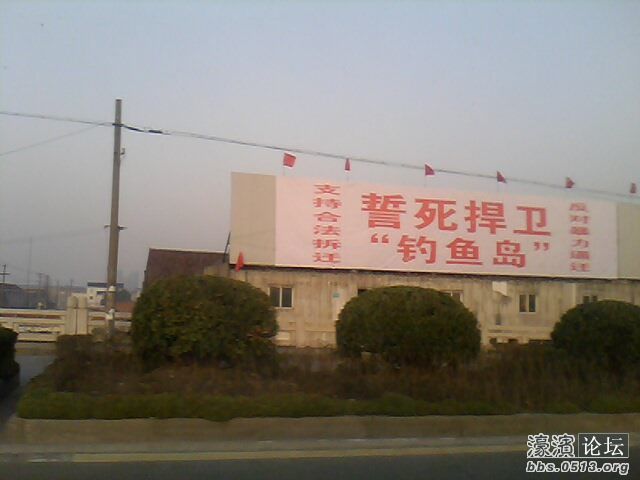 支持合法拆迁
誓死捍卫
“钓鱼岛”
反对暴力逼迁
濠滨论坛
bbs.0513.org